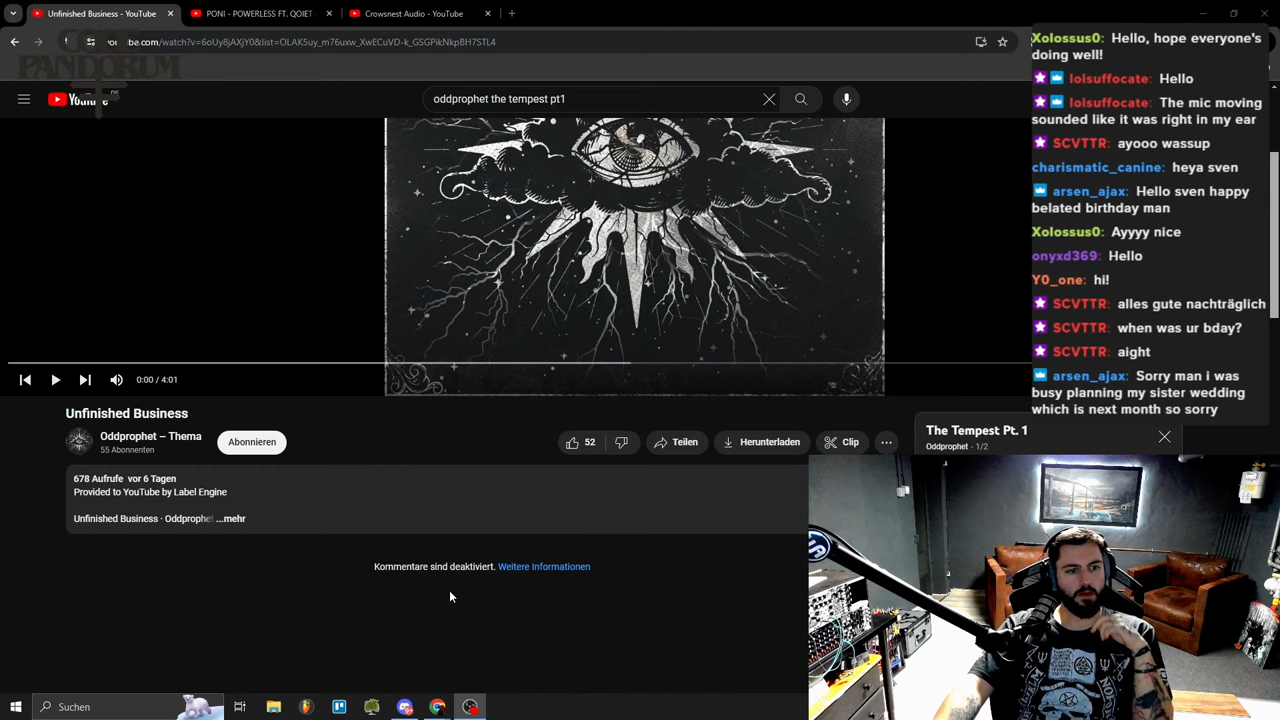 Unfinished Business - YouTube
PONI - POWERLESS FT. QOIET -
Crowsnest Audio - YouTube
be.com/watch?v=6oUy8jAXjY0&list=OLAK5uy_m76uxw_XwECuVD-k_GSGPikNkpBH7STL4
CODE
PANDORUM
YouTube DE
oddprophet the tempest pt1
Xolossus0: Hello, hope everyone's
doing well!
lolsuffocate: Hello
lolsuffocate: The mic moving
sounded like it was right in my ear
SCVTTR: ayooo wassup
charismatic_canine: heya sven
arsen_ajax: Hello sven happy
belated birthday man
Xolossus0: Ayyyy nice
onyxd369: Hello
Y0_one: hi!
SCVTTR: alles gute nachträglich
SCVTTR: when was ur bday?
SCVTTR: aight
arsen_ajax: Sorry man i was
busy planning my sister wedding
which is next month so sorry
0:00 / 4:01
Unfinished Business
Oddprophet – Thema
55 Abonnenten
Abonnieren
52
Teilen
Herunterladen
Clip
The Tempest Pt. 1
Oddprophet - 1/2
678 Aufrufe vor 6 Tagen
Provided to YouTube by Label Engine
Unfinished Business · Oddprophet ...mehr
Kommentare sind deaktiviert. Weitere Informationen
Suchen